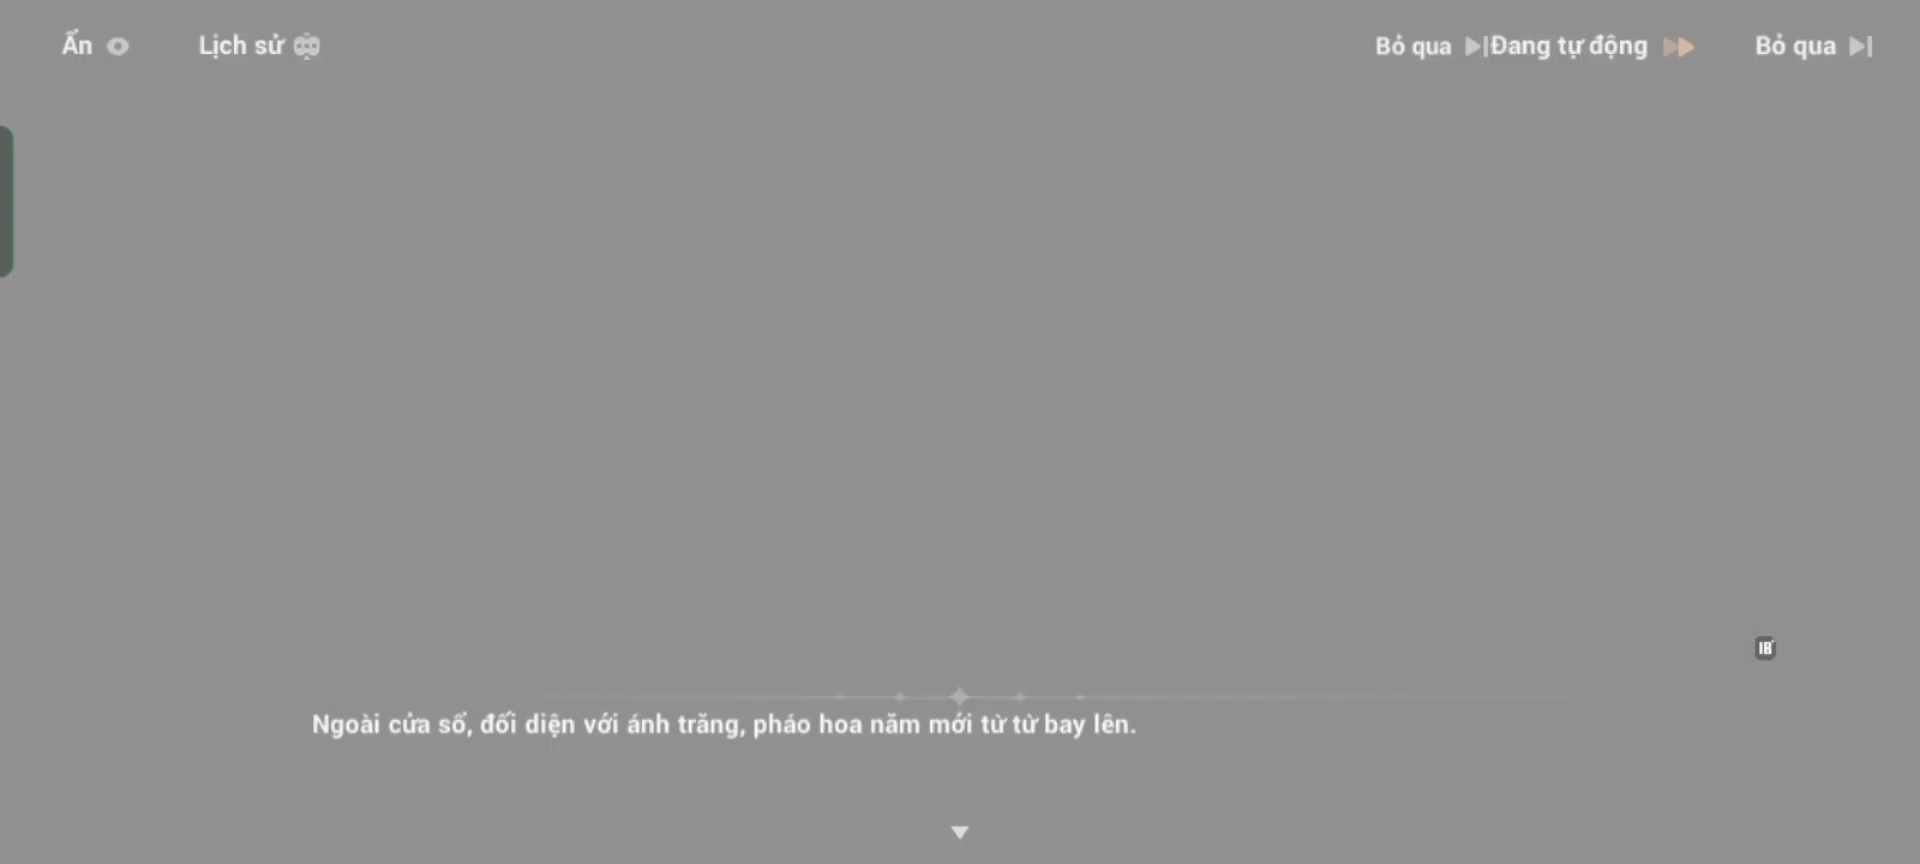 Ẩn
Lịch sử
Bỏ qua
Đang tự động
Bỏ qua
Ngoài cửa sổ, đối diện với ánh trăng, pháo hoa năm mới từ từ bay lên.